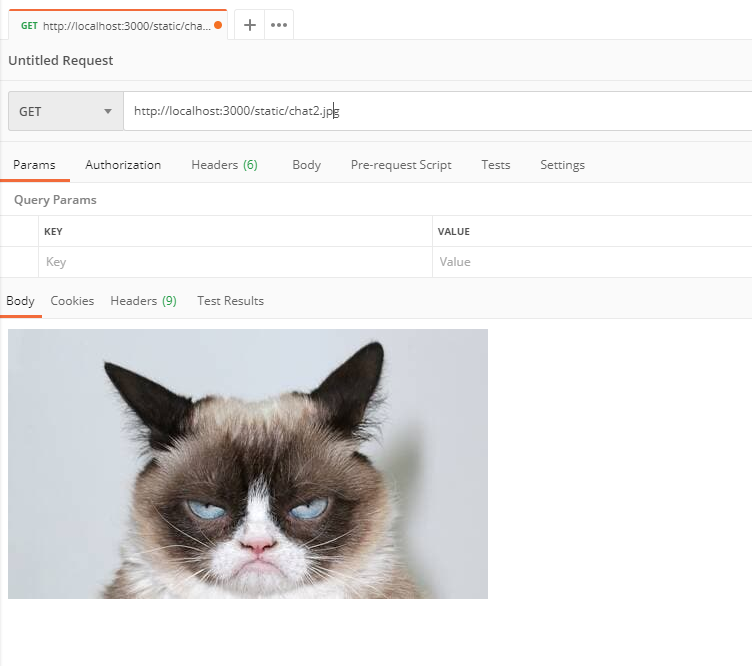 GET http://localhost:3000/static/cha...
Untitled Request
GET http://localhost:3000/static/chat2.jpg
Params Authorization Headers (6) Body Pre-request Script Tests Settings
Query Params
KEY VALUE
Key Value
Body Cookies Headers (9) Test Results